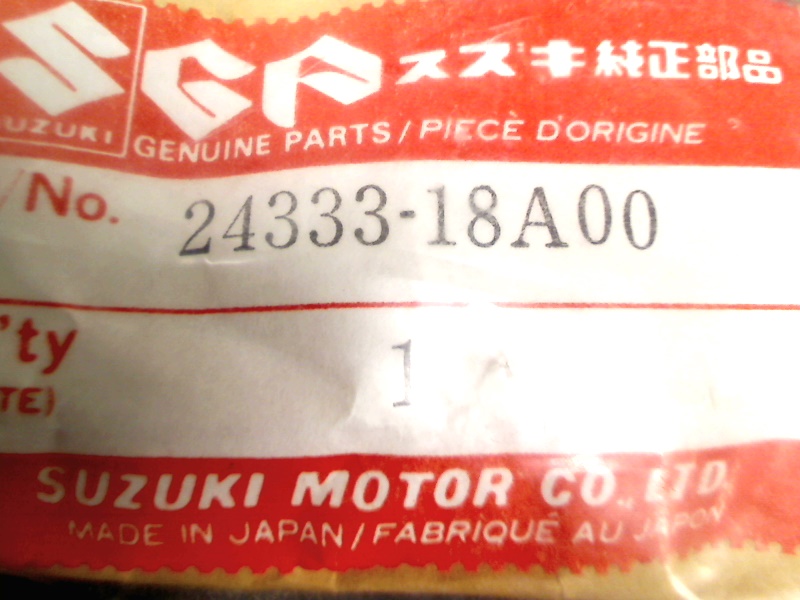 SUZUKI
SGP スズキ純正部品
GENUINE PARTS/PIECÈ D'ORIGINE
/No. 24333-18A00
'ty 1
TE)
SUZUKI MOTOR CO., LTD.
MADE IN JAPAN/FABRIQUÉ AU JAPON